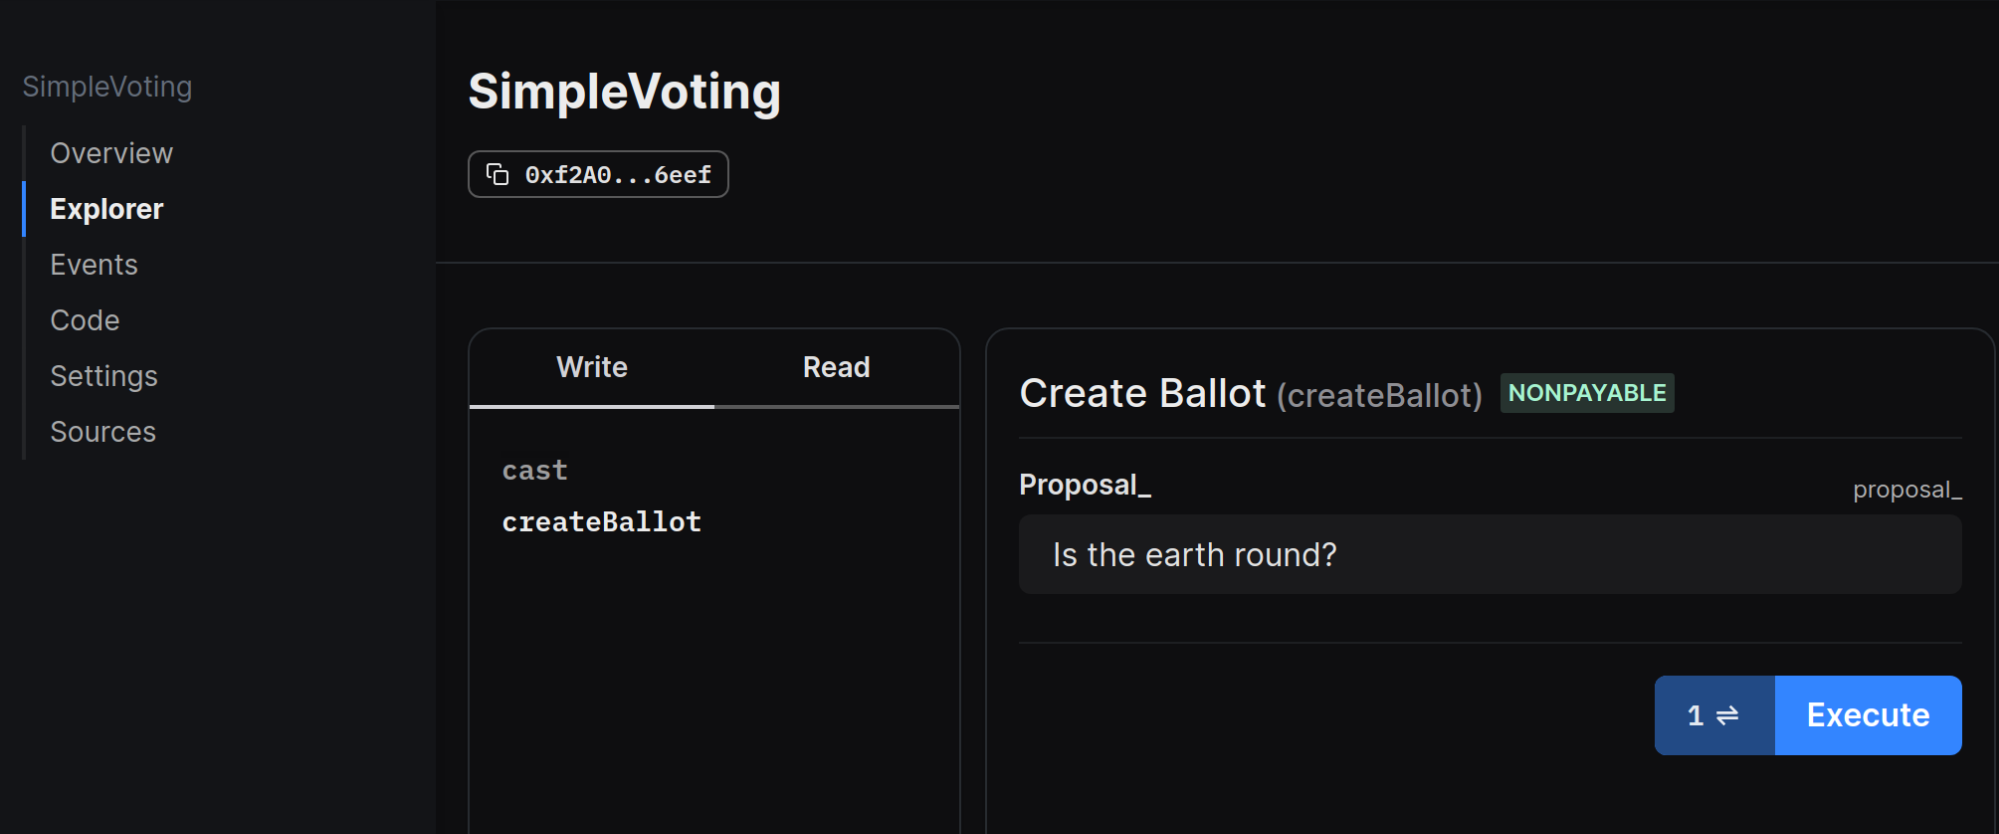 SimpleVoting
Overview
Explorer
Events
Code
Settings
Sources
SimpleVoting
0xf2A0...6eef
Write Read
cast
createBallot
Create Ballot (createBallot) NONPAYABLE
Proposal_ proposal_
Is the earth round?
1 ⇌ Execute